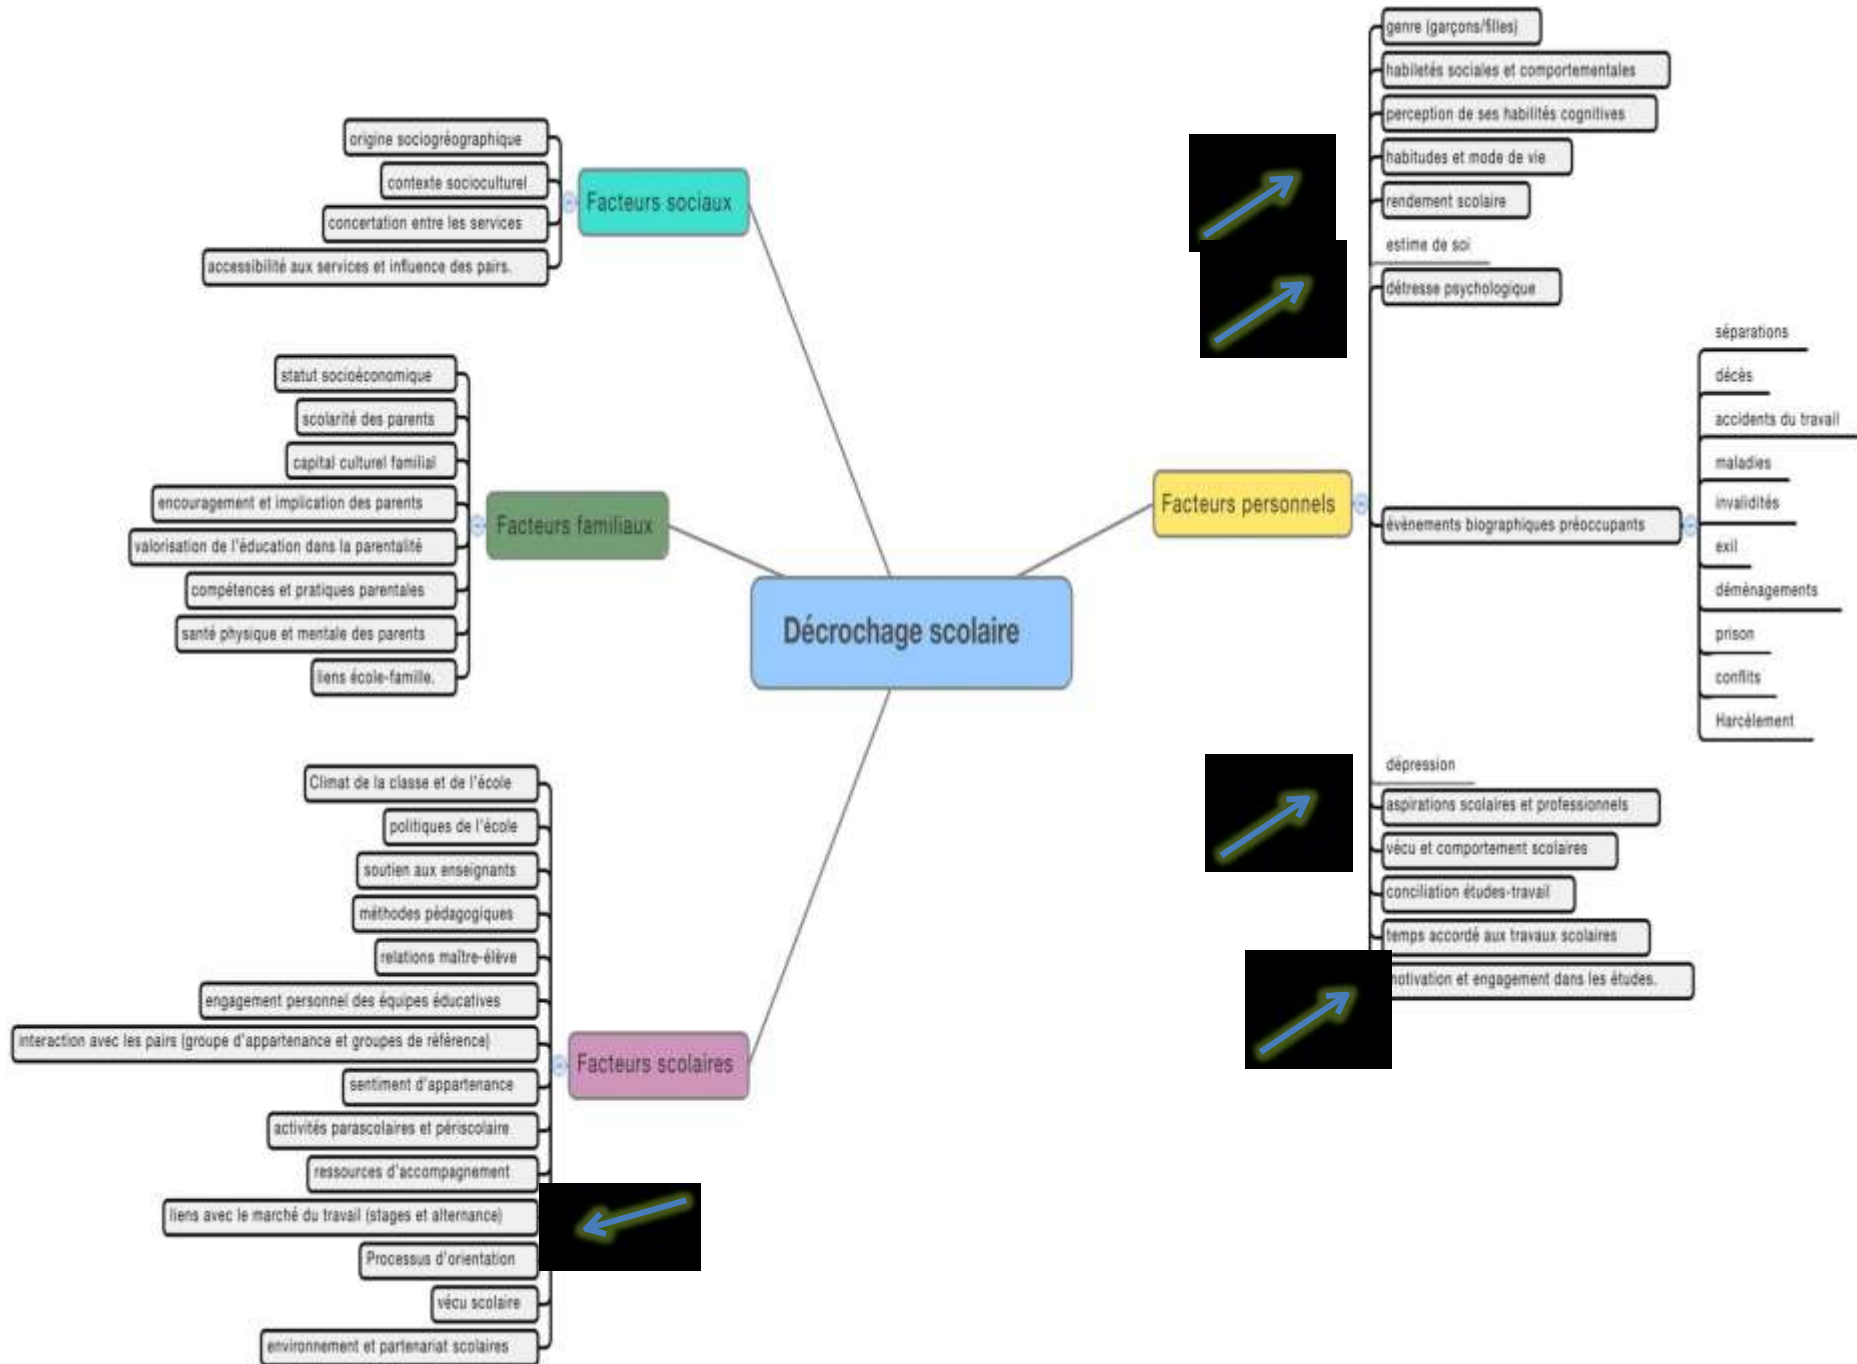 Décrochage scolaire
Facteurs sociaux
origine sociogréographique
contexte socioculturel
concertation entre les services
accessibilité aux services et influence des pairs.
Facteurs familiaux
statut socioéconomique
scolarité des parents
capital culturel familial
encouragement et implication des parents
valorisation de l'éducation dans la parentalité
compétences et pratiques parentales
santé physique et mentale des parents
liens école-famille.
Facteurs scolaires
Climat de la classe et de l'école
politiques de l'école
soutien aux enseignants
méthodes pédagogiques
relations maître-élève
engagement personnel des équipes éducatives
interaction avec les pairs (groupe d'appartenance et groupes de référence)
sentiment d'appartenance
activités parascolaires et périscolaire
ressources d'accompagnement
liens avec le marché du travail (stages et alternance)
Processus d'orientation
vécu scolaire
environnement et partenariat scolaires
Facteurs personnels
genre (garçons/filles)
habiletés sociales et comportementales
perception de ses habilités cognitives
habitudes et mode de vie
rendement scolaire
estime de soi
détresse psychologique
évènements biographiques préoccupants
séparations
décès
accidents du travail
maladies
invalidités
exil
déménagements
prison
conflits
Harcèlement
dépression
aspirations scolaires et professionnels
vécu et comportement scolaires
conciliation études-travail
temps accordé aux travaux scolaires
motivation et engagement dans les études.